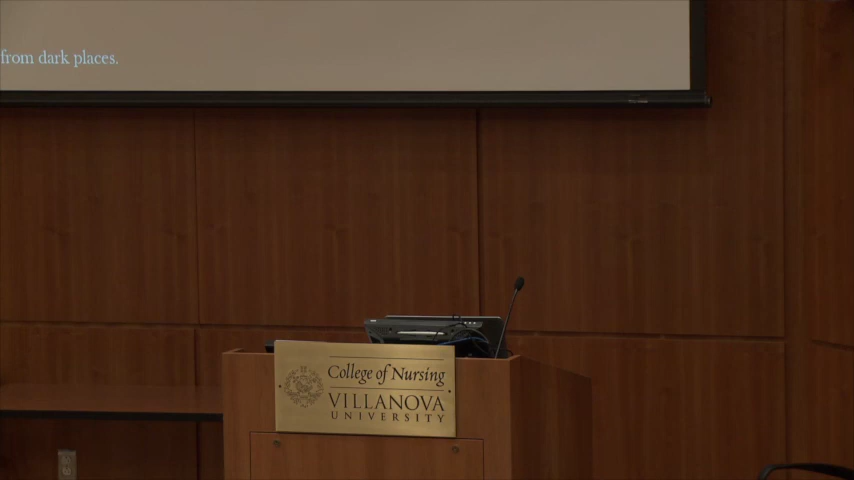 from dark places.
College of Nursing
VILLANOVA
UNIVERSITY